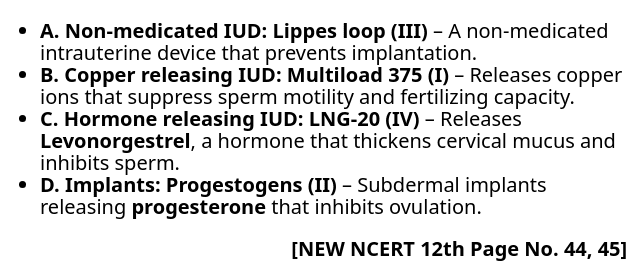 • A. Non-medicated IUD: Lippes loop (III) – A non-medicated
intrauterine device that prevents implantation.
• B. Copper releasing IUD: Multiload 375 (I) – Releases copper
ions that suppress sperm motility and fertilizing capacity.
• C. Hormone releasing IUD: LNG-20 (IV) – Releases
Levonorgestrel, a hormone that thickens cervical mucus and
inhibits sperm.
• D. Implants: Progestogens (II) – Subdermal implants
releasing progesterone that inhibits ovulation.
[NEW NCERT 12th Page No. 44, 45]